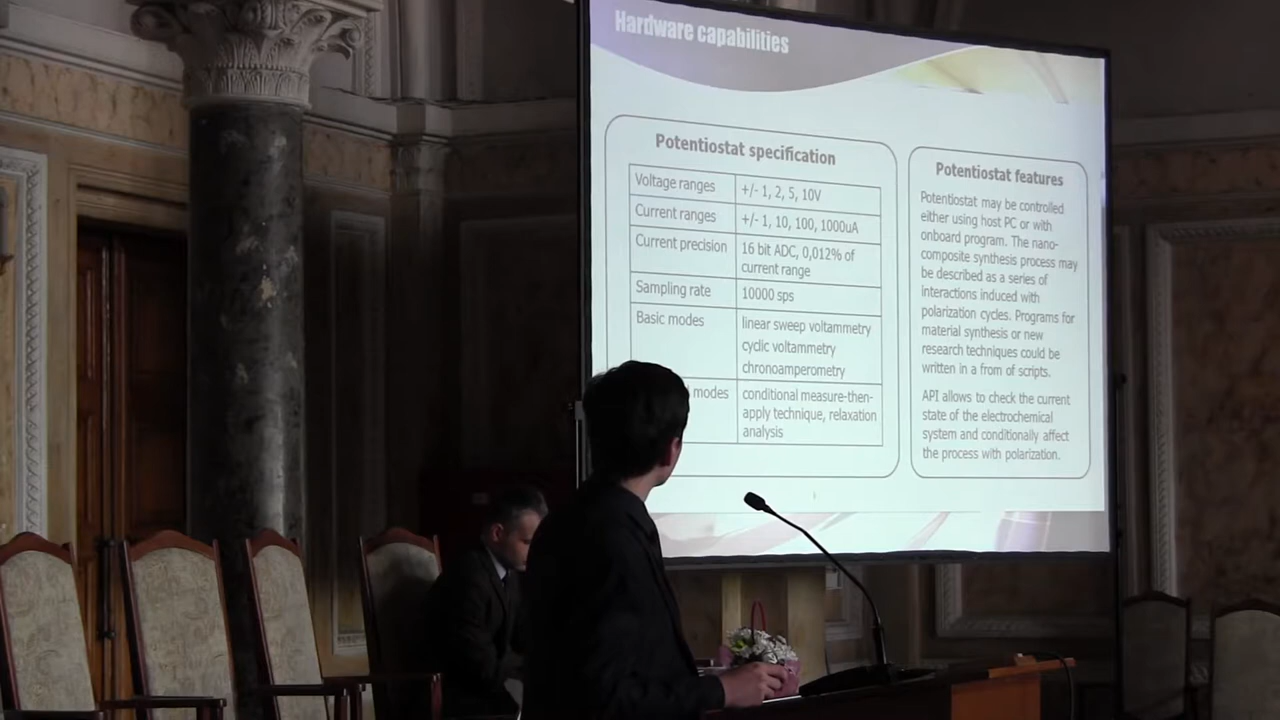 Hardware capabilities
Potentiostat specification
Voltage ranges
+/- 1, 2, 5, 10V
Current ranges
+/- 1, 10, 100, 1000uA
Current precision
16 bit ADC, 0,012% of
current range
Sampling rate
10000 sps
Basic modes
linear sweep voltammetry
cyclic voltammetry
chronoamperometry
modes
conditional measure-then-
apply technique, relaxation
analysis
Potentiostat features
Potentiostat may be controlled
either using host PC or with
onboard program. The nano-
composite synthesis process may
be described as a series of
interactions induced with
polarization cycles. Programs for
material synthesis or new
research techniques could be
written in a from of scripts.
API allows to check the current
state of the electrochemical
system and conditionally affect
the process with polarization.